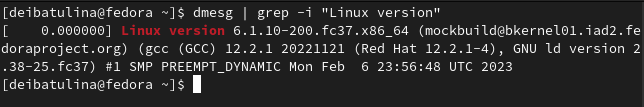 [deibatulina@fedora ~]$ dmesg | grep -i "Linux version"
[    0.000000] Linux version 6.1.10-200.fc37.x86_64 (mockbuild@bkernel01.iad2.fe
doraproject.org) (gcc (GCC) 12.2.1 20221121 (Red Hat 12.2.1-4), GNU ld version 2
.38-25.fc37) #1 SMP PREEMPT_DYNAMIC Mon Feb  6 23:56:48 UTC 2023
[deibatulina@fedora ~]$